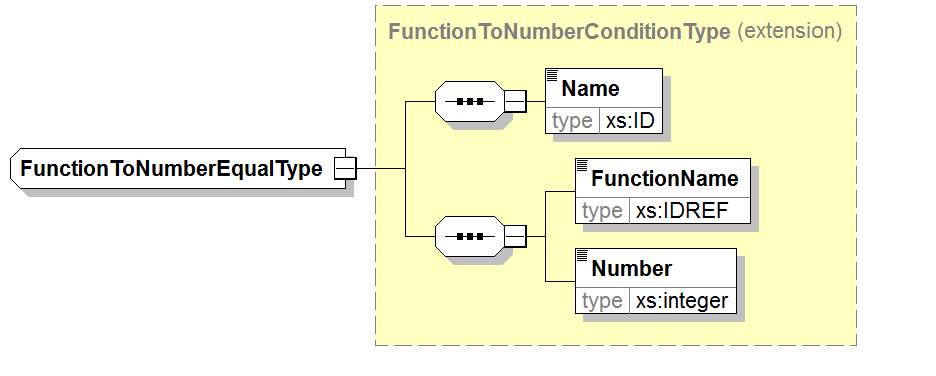 FunctionToNumberConditionType (extension)
Name
type xs:ID
FunctionToNumberEqualType
FunctionName
type xs:IDREF
Number
type xs:integer